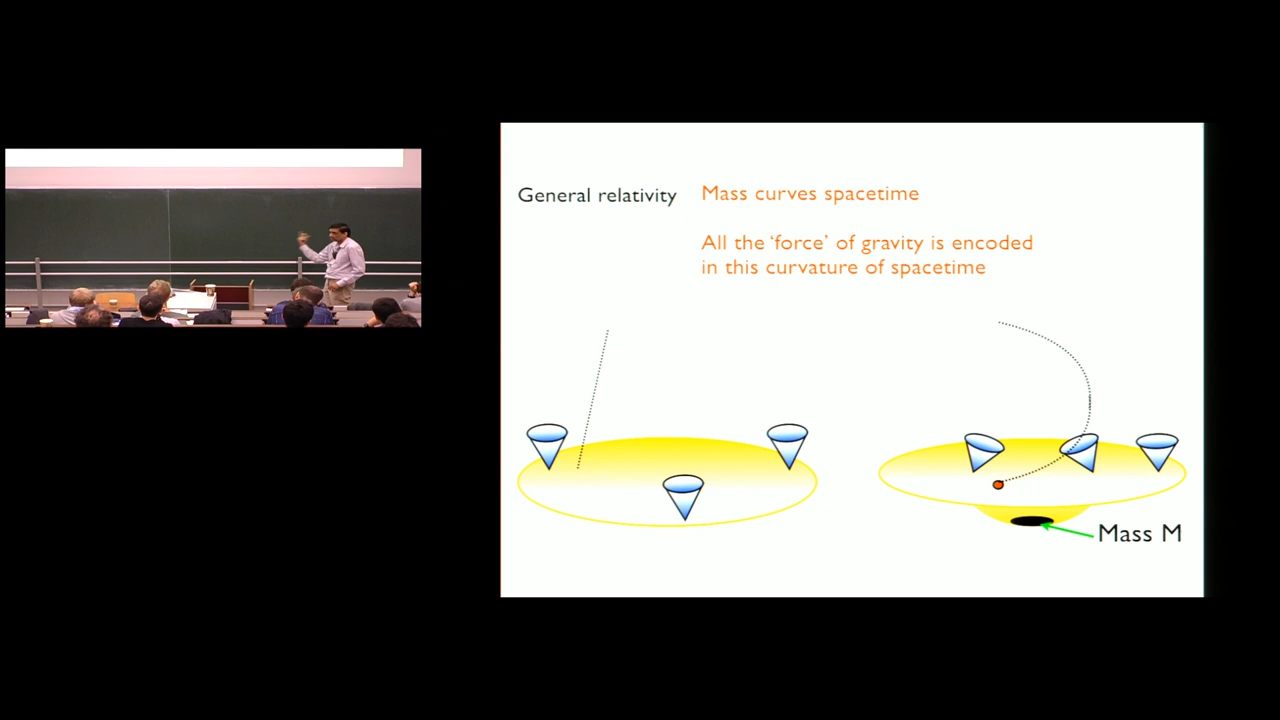 General relativity
Mass curves spacetime
All the ‘force’ of gravity is encoded
in this curvature of spacetime
Mass M